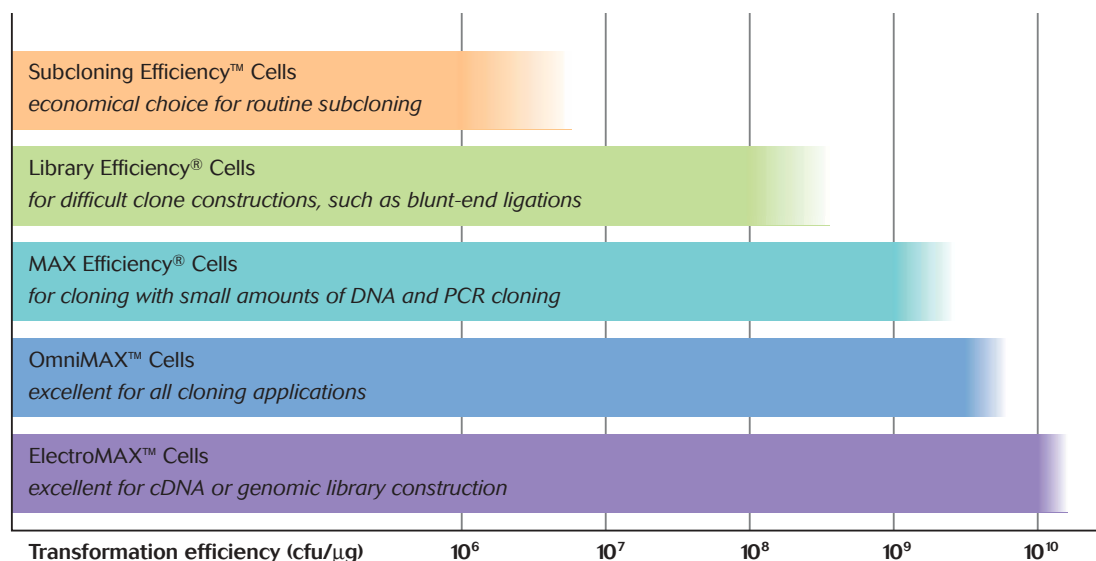 Subcloning Efficiency™ Cells
economical choice for routine subcloning
Library Efficiency® Cells
for difficult clone constructions, such as blunt-end ligations
MAX Efficiency® Cells
for cloning with small amounts of DNA and PCR cloning
OmniMAX™ Cells
excellent for all cloning applications
ElectroMAX™ Cells
excellent for cDNA or genomic library construction
Transformation efficiency (cfu/µg) 10⁶ 10⁷ 10⁸ 10⁹ 10¹⁰